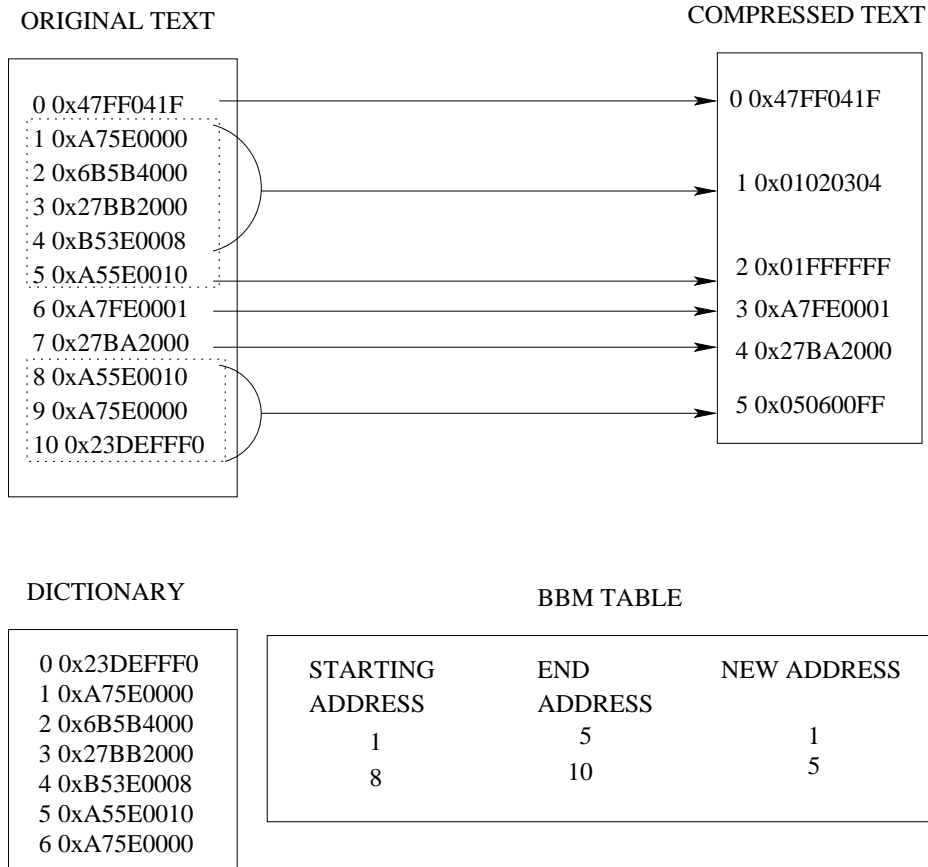 ORIGINAL TEXT
COMPRESSED TEXT
0 0x47FF041F
1 0xA75E0000
2 0x6B5B4000
3 0x27BB2000
4 0xB53E0008
5 0xA55E0010
6 0xA7FE0001
7 0x27BA2000
8 0xA55E0010
9 0xA75E0000
10 0x23DEFFF0
0 0x47FF041F
1 0x01020304
2 0x01FFFFFF
3 0xA7FE0001
4 0x27BA2000
5 0x050600FF
DICTIONARY
0 0x23DEFFF0
1 0xA75E0000
2 0x6B5B4000
3 0x27BB2000
4 0xB53E0008
5 0xA55E0010
6 0xA75E0000
BBM TABLE
STARTING ADDRESS END ADDRESS NEW ADDRESS
1 5 1
8 10 5